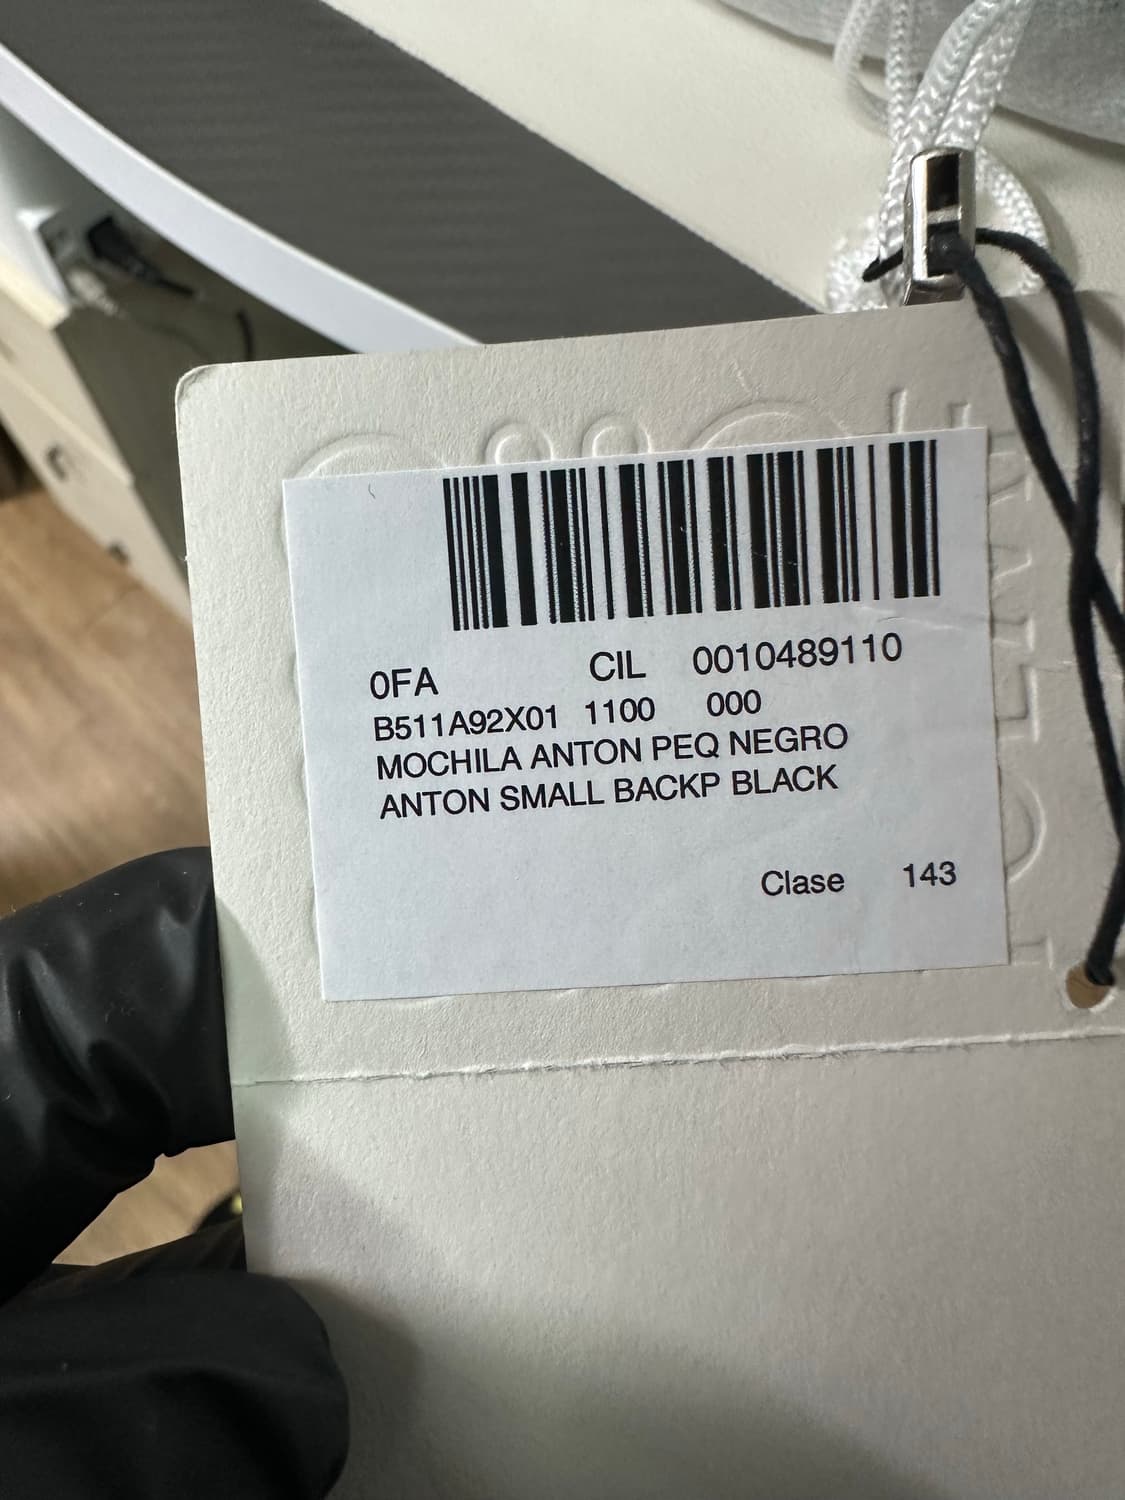 0FA CIL 0010489110
B511A92X01 1100 000
MOCHILA ANTON PEQ NEGRO
ANTON SMALL BACKP BLACK
Clase 143